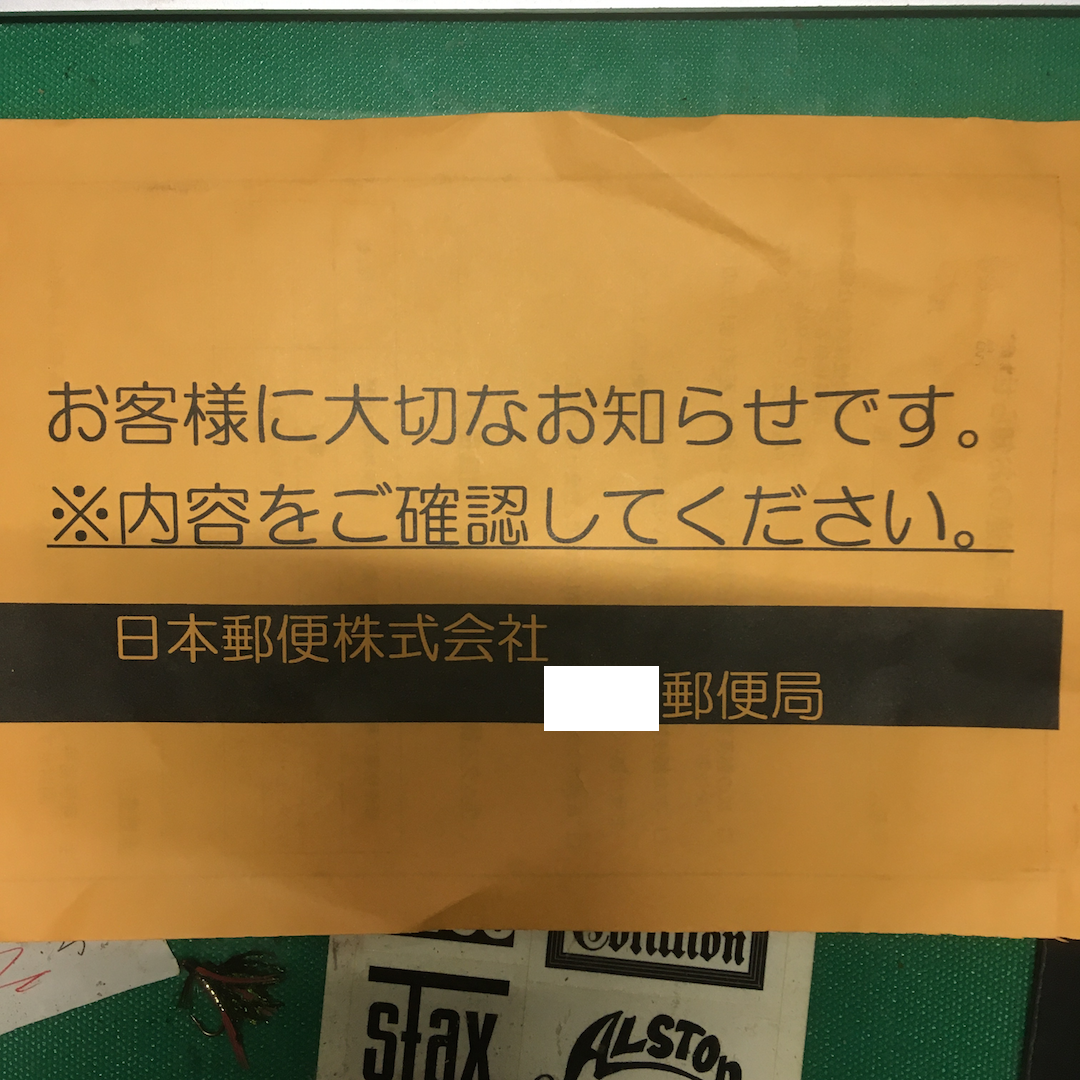 お客様に大切なお知らせです。
※内容をご確認してください。
日本郵便株式会社
郵便局
stax
ALSTON